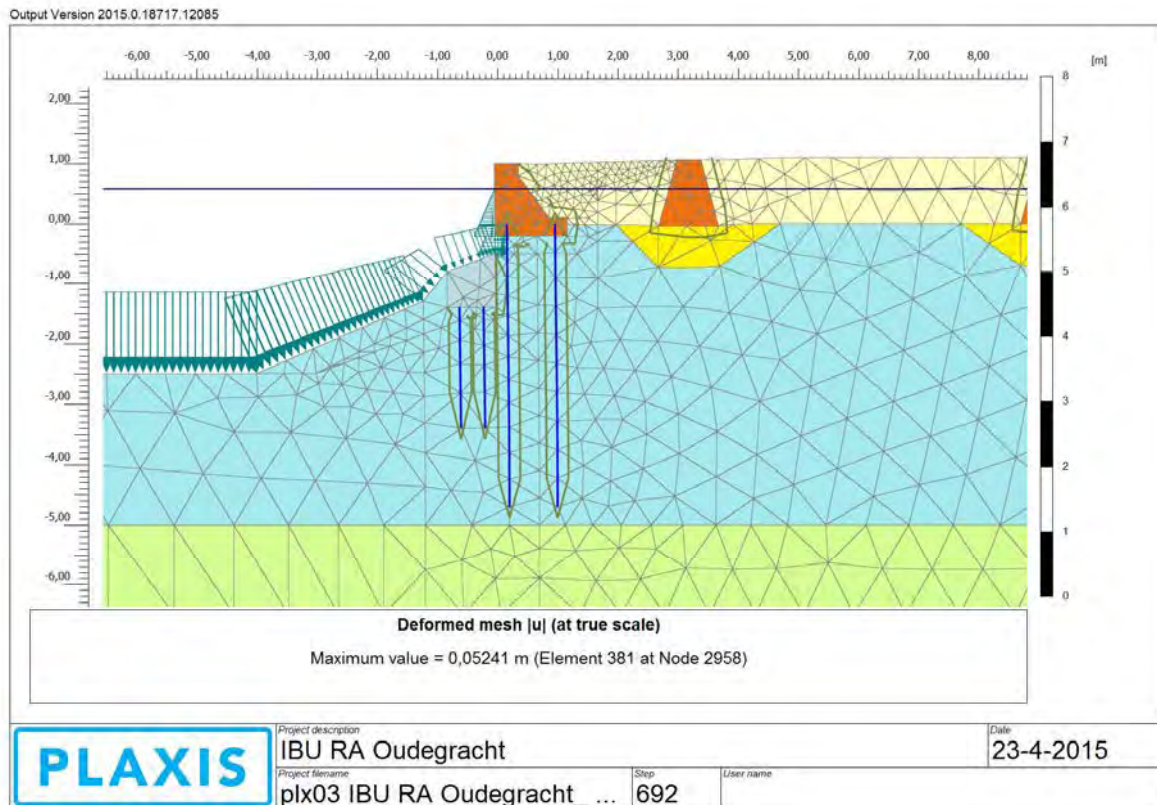 Output Version 2015.0.18717.12085
-6,00 -5,00 -4,00 -3,00 -2,00 -1,00 0,00 1,00 2,00 3,00 4,00 5,00 6,00 7,00 8,00
[m]
2,00
1,00
0,00
-1,00
-2,00
-3,00
-4,00
-5,00
-6,00
8
7
6
5
4
3
2
1
0
Deformed mesh |u| (at true scale)
Maximum value = 0,05241 m (Element 381 at Node 2958)
PLAXIS
Project description
IBU RA Oudegracht
Date
23-4-2015
Project filename
plx03 IBU RA Oudegracht_ ...
Step
692
User name